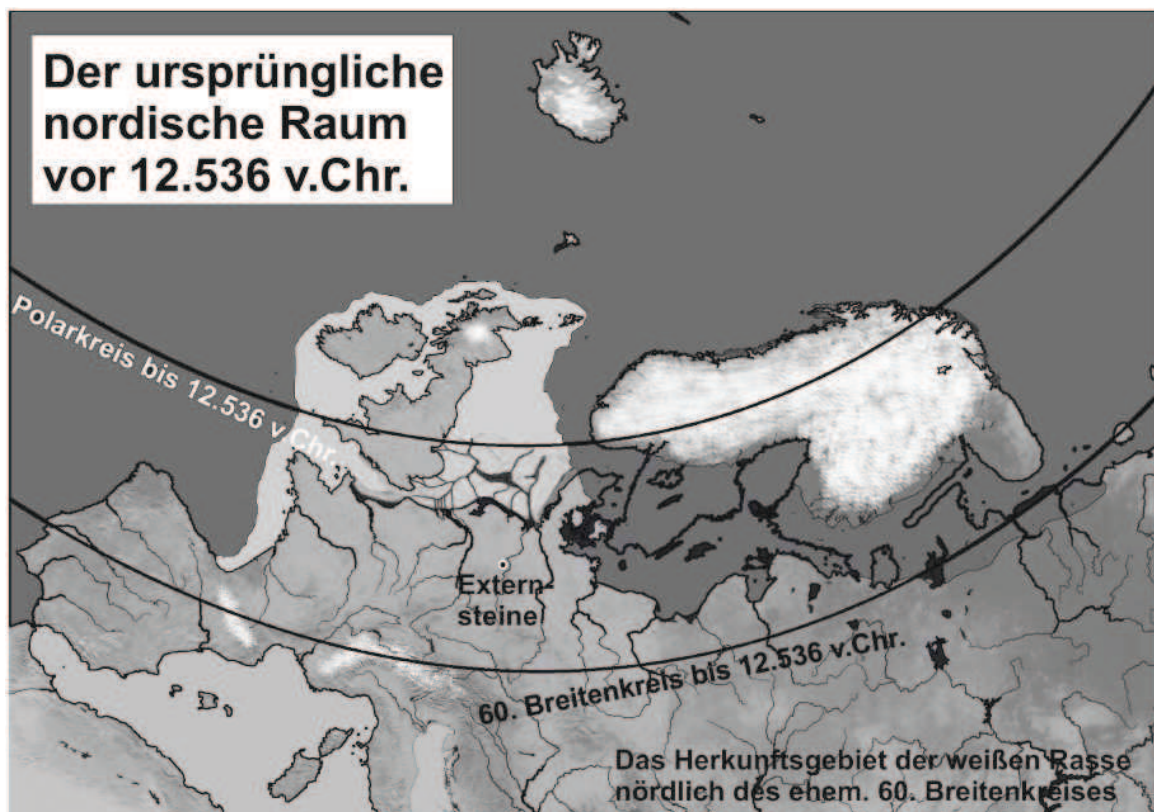 Der ursprüngliche
nordische Raum
vor 12.536 v.Chr.
Polarkreis bis 12.536 v.Chr.
Extern-
steine
60. Breitenkreis bis 12.536 v.Chr.
Das Herkunftsgebiet der weißen Rasse
nördlich des ehem. 60. Breitenkreises